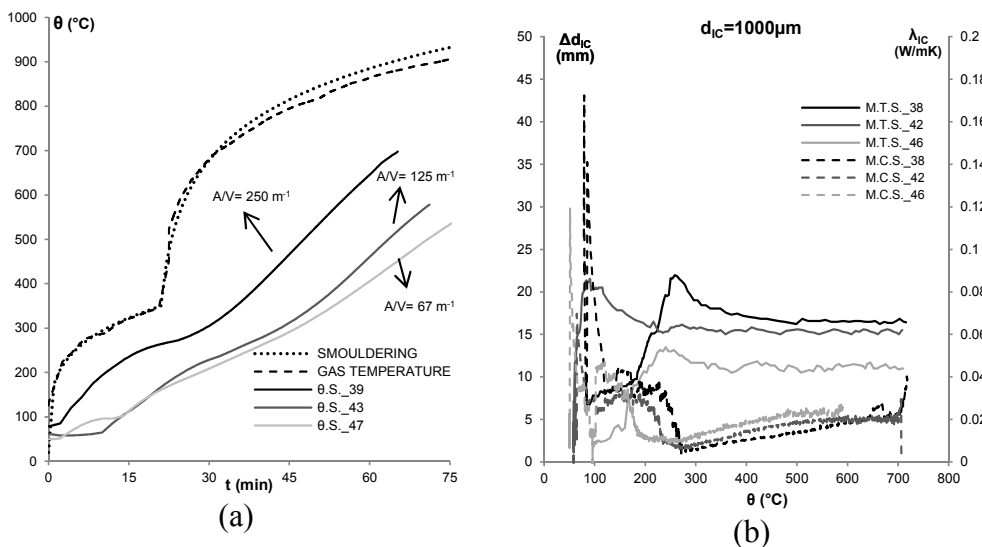 θ (°C)
1000
900
800
700
600
500
400
300
200
100
0
A/V= 250 m⁻¹
A/V= 125 m⁻¹
A/V= 67 m⁻¹
SMOULDERING
GAS TEMPERATURE
θ.S._39
θ.S._43
θ.S._47
0 15 30 45 60 75
t (min)
(a)
d_IC=1000μm
Δd_IC
(mm)
λ_IC
(W/mK)
50
45
40
35
30
25
20
15
10
5
0
M.T.S._38
M.T.S._42
M.T.S._46
M.C.S._38
M.C.S._42
M.C.S._46
0.2
0.18
0.16
0.14
0.12
0.1
0.08
0.06
0.04
0.02
0
0 100 200 300 400 500 600 700 800
θ (°C)
(b)